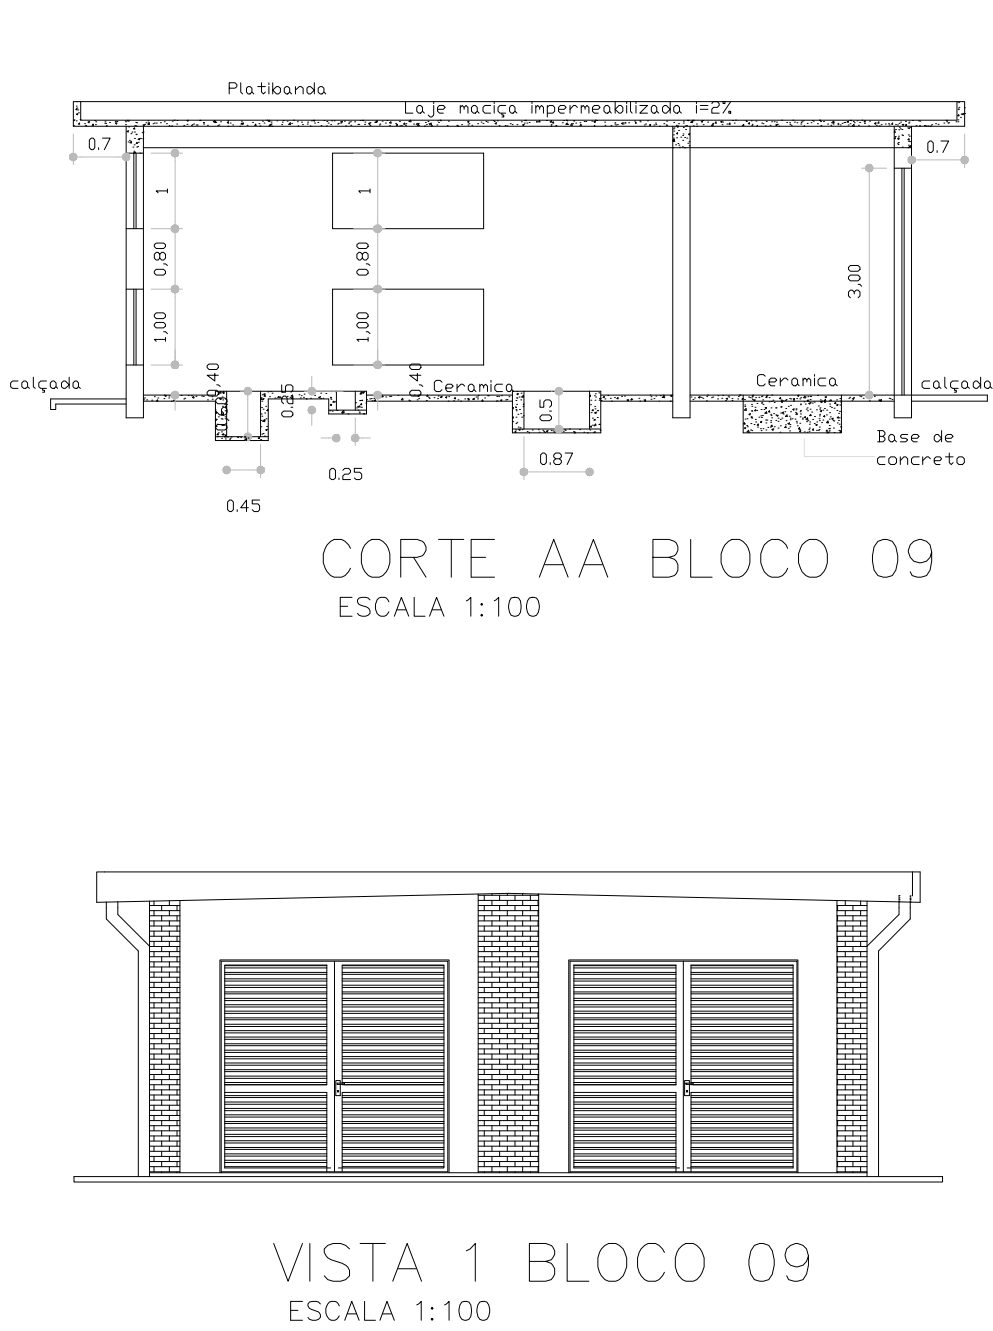 Platibanda
Laje maciça impermeabilizada i=2%
0.7
0.7
1
1
0,80
0,80
3,00
1,00
1,00
calçada
0,40
0.25
0,40
Ceramica
Ceramica
calçada
0.5
Base de
concreto
0.87
0.25
0.45
CORTE AA BLOCO 09
ESCALA 1:100
VISTA 1 BLOCO 09
ESCALA 1:100